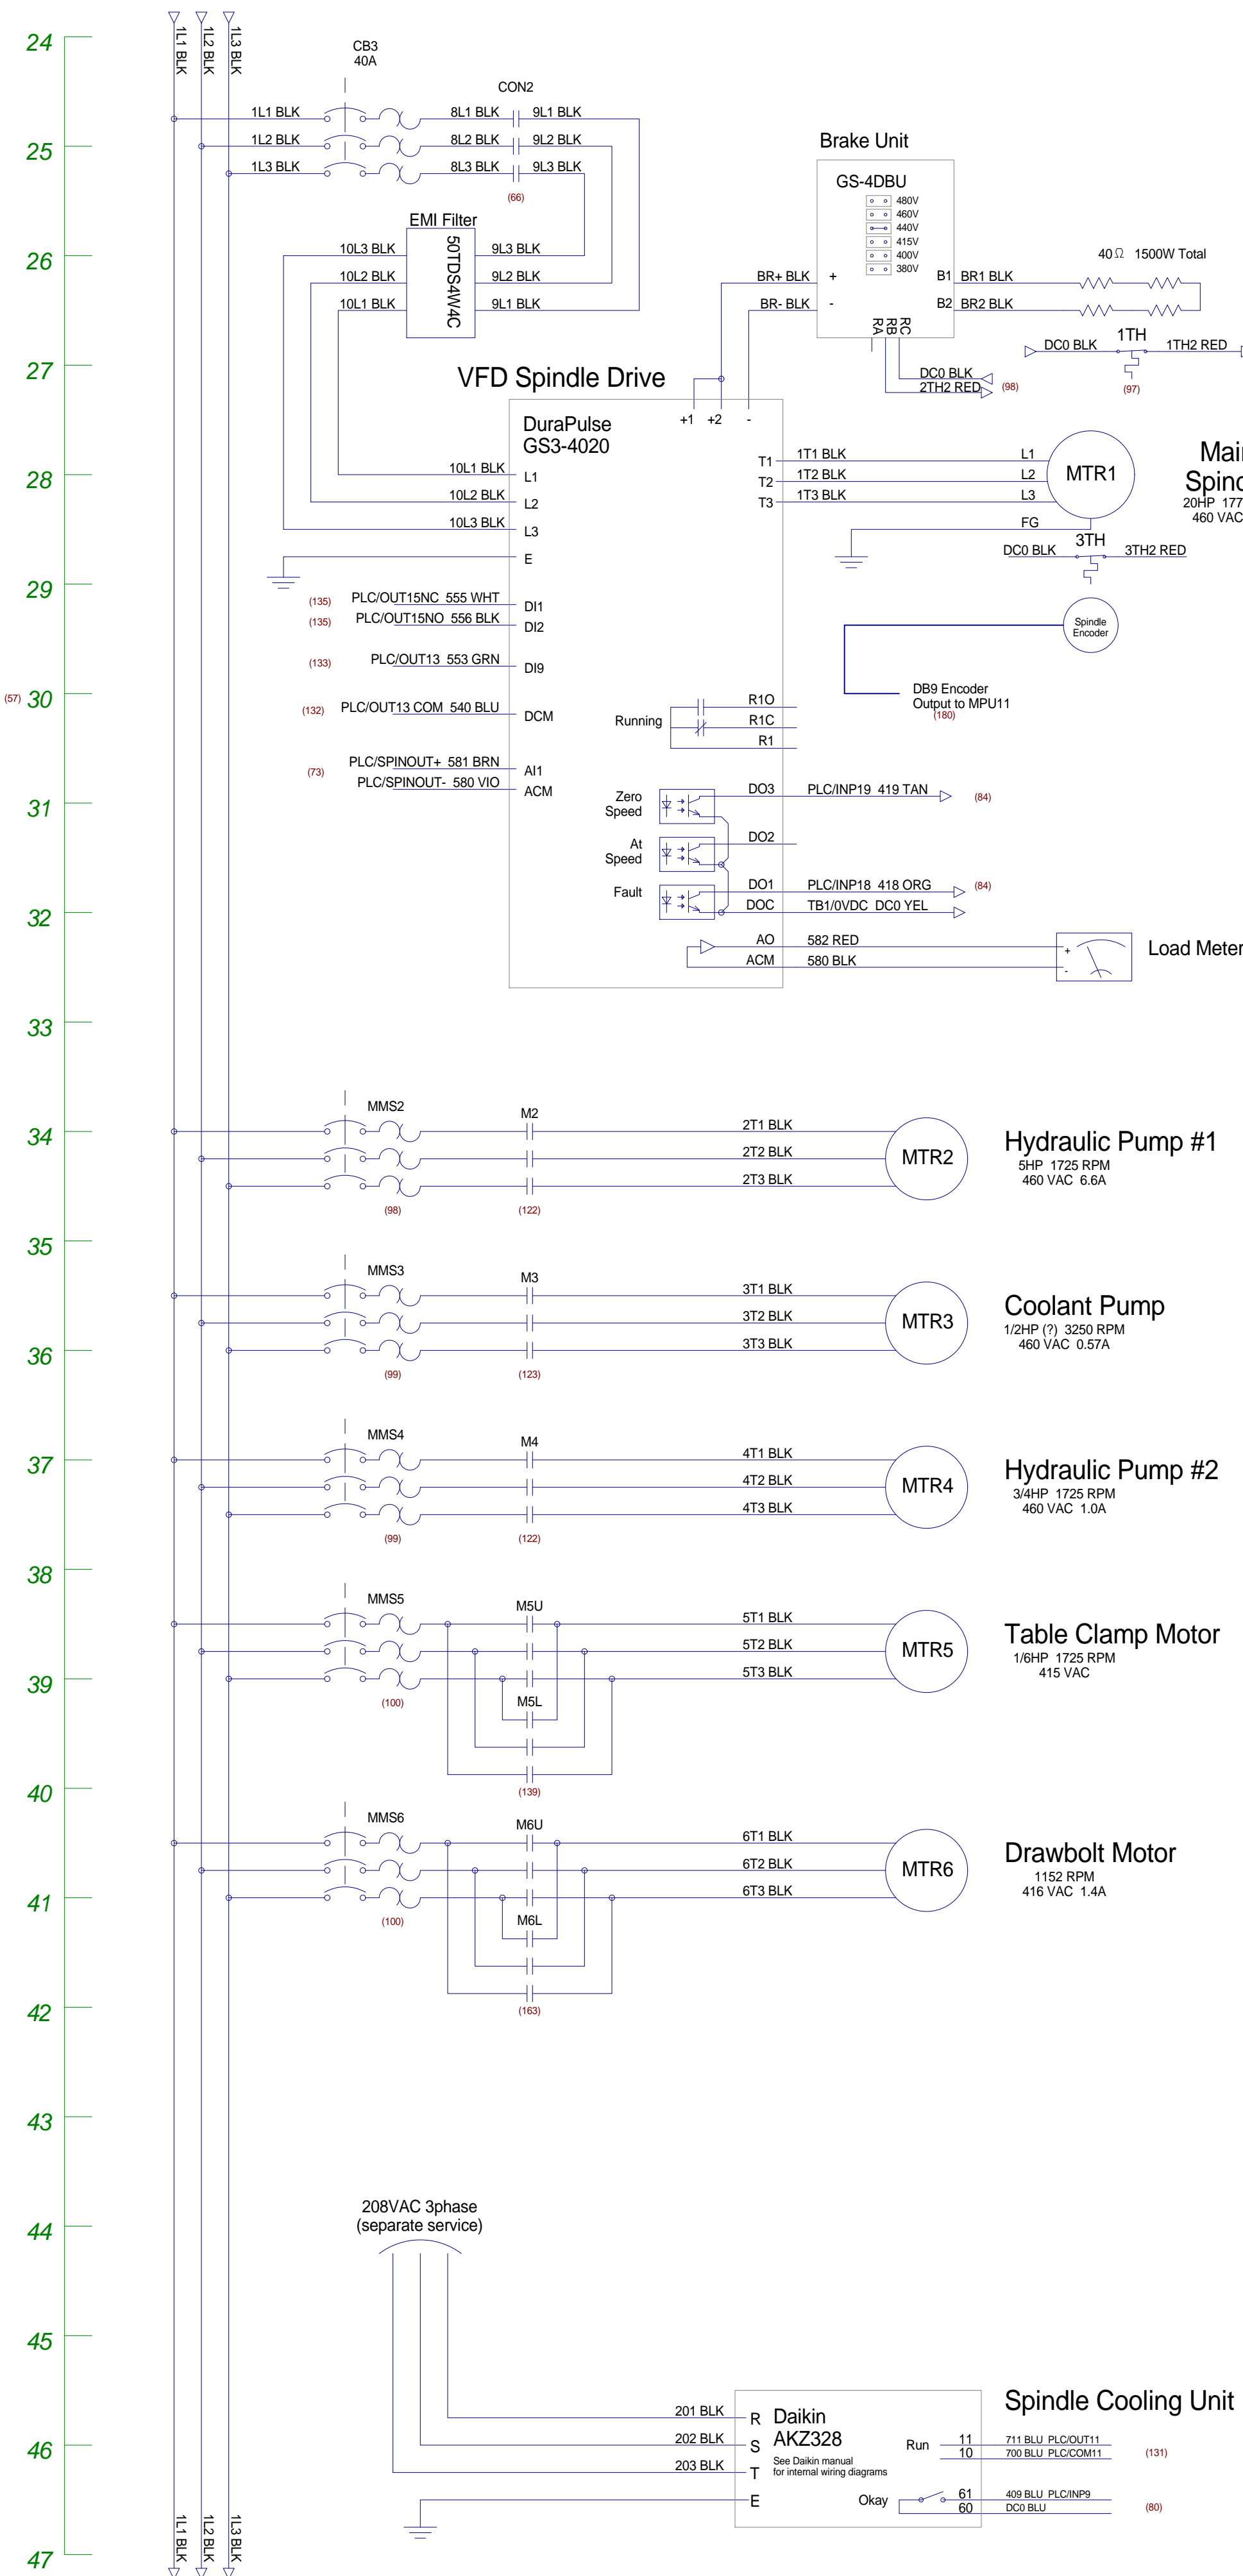 1L1 BLK
1L2 BLK
1L3 BLK
24
CB3
40A
CON2
1L1 BLK 8L1 BLK 9L1 BLK
25
1L2 BLK 8L2 BLK 9L2 BLK
1L3 BLK 8L3 BLK 9L3 BLK
(66)
Brake Unit
GS-4DBU
480V
460V
440V
415V
400V
380V
EMI Filter
50TDS4W4C
26
10L3 BLK 9L3 BLK
10L2 BLK 9L2 BLK
10L1 BLK 9L1 BLK
BR+ BLK + B1 BR1 BLK
BR- BLK - B2 BR2 BLK
40Ω 1500W Total
RA
RB
RC
1TH
DC0 BLK 1TH2 RED
(97)
27
DC0 BLK
2TH2 RED (98)
VFD Spindle Drive
DuraPulse
GS3-4020
+1 +2 -
28
10L1 BLK L1
10L2 BLK L2
10L3 BLK L3
E
T1 1T1 BLK L1
T2 1T2 BLK L2
T3 1T3 BLK L3
FG
MTR1
Mai
Spin
20HP 177
460 VAC
3TH
DC0 BLK 3TH2 RED
29
(135) PLC/OUT15NC 555 WHT DI1
(135) PLC/OUT15NO 556 BLK DI2
Spindle
Encoder
(133) PLC/OUT13 553 GRN DI9
(57) 30
DB9 Encoder
Output to MPU11
(180)
(132) PLC/OUT13 COM 540 BLU DCM
Running
R1O
R1C
R1
(73) PLC/SPINOUT+ 581 BRN AI1
PLC/SPINOUT- 580 VIO ACM
31
Zero
Speed
DO3 PLC/INP19 419 TAN (84)
At
Speed
DO2
Fault
DO1 PLC/INP18 418 ORG (84)
32
DOC TB1/0VDC DC0 YEL
AO 582 RED +
ACM 580 BLK -
Load Meter
33
34
MMS2
M2
2T1 BLK
2T2 BLK
2T3 BLK
(98)
(122)
MTR2
Hydraulic Pump #1
5HP 1725 RPM
460 VAC 6.6A
35
MMS3
M3
3T1 BLK
3T2 BLK
3T3 BLK
(99)
(123)
MTR3
Coolant Pump
1/2HP (?) 3250 RPM
460 VAC 0.57A
36
37
MMS4
M4
4T1 BLK
4T2 BLK
4T3 BLK
(99)
(122)
MTR4
Hydraulic Pump #2
3/4HP 1725 RPM
460 VAC 1.0A
38
MMS5
M5U
5T1 BLK
5T2 BLK
5T3 BLK
(100)
M5L
(139)
MTR5
Table Clamp Motor
1/6HP 1725 RPM
415 VAC
39
40
MMS6
M6U
6T1 BLK
6T2 BLK
6T3 BLK
(100)
M6L
(163)
MTR6
Drawbolt Motor
1152 RPM
416 VAC 1.4A
41
42
43
44
208VAC 3phase
(separate service)
45
Spindle Cooling Unit
201 BLK R
202 BLK S
203 BLK T
E
Daikin
AKZ328
See Daikin manual
for internal wiring diagrams
46
Run
11 711 BLU PLC/OUT11
10 700 BLU PLC/COM11
(131)
Okay
61 409 BLU PLC/INP9
60 DC0 BLU
(80)
1L1 BLK
1L2 BLK
1L3 BLK
47